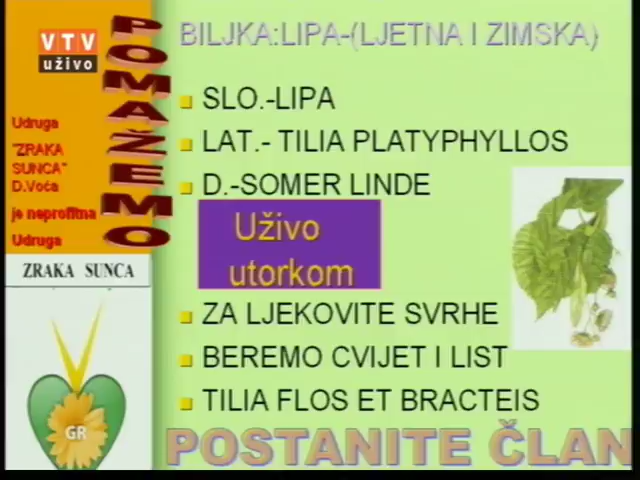 VTV
uživo
POMAŽEMO
Udruga
"ZRAKA
SUNCA"
D.Voća
je neprofitna
Udruga
ZRAKA SUNCA
GR
BILJKA:LIPA-(LJETNA I ZIMSKA)
SLO.-LIPA
LAT.- TILIA PLATYPHYLLOS
D.-SOMER LINDE
Uživo
utorkom
ZA LJEKOVITE SVRHE
BEREMO CVIJET I LIST
TILIA FLOS ET BRACTEIS
POSTANITE ČLAN